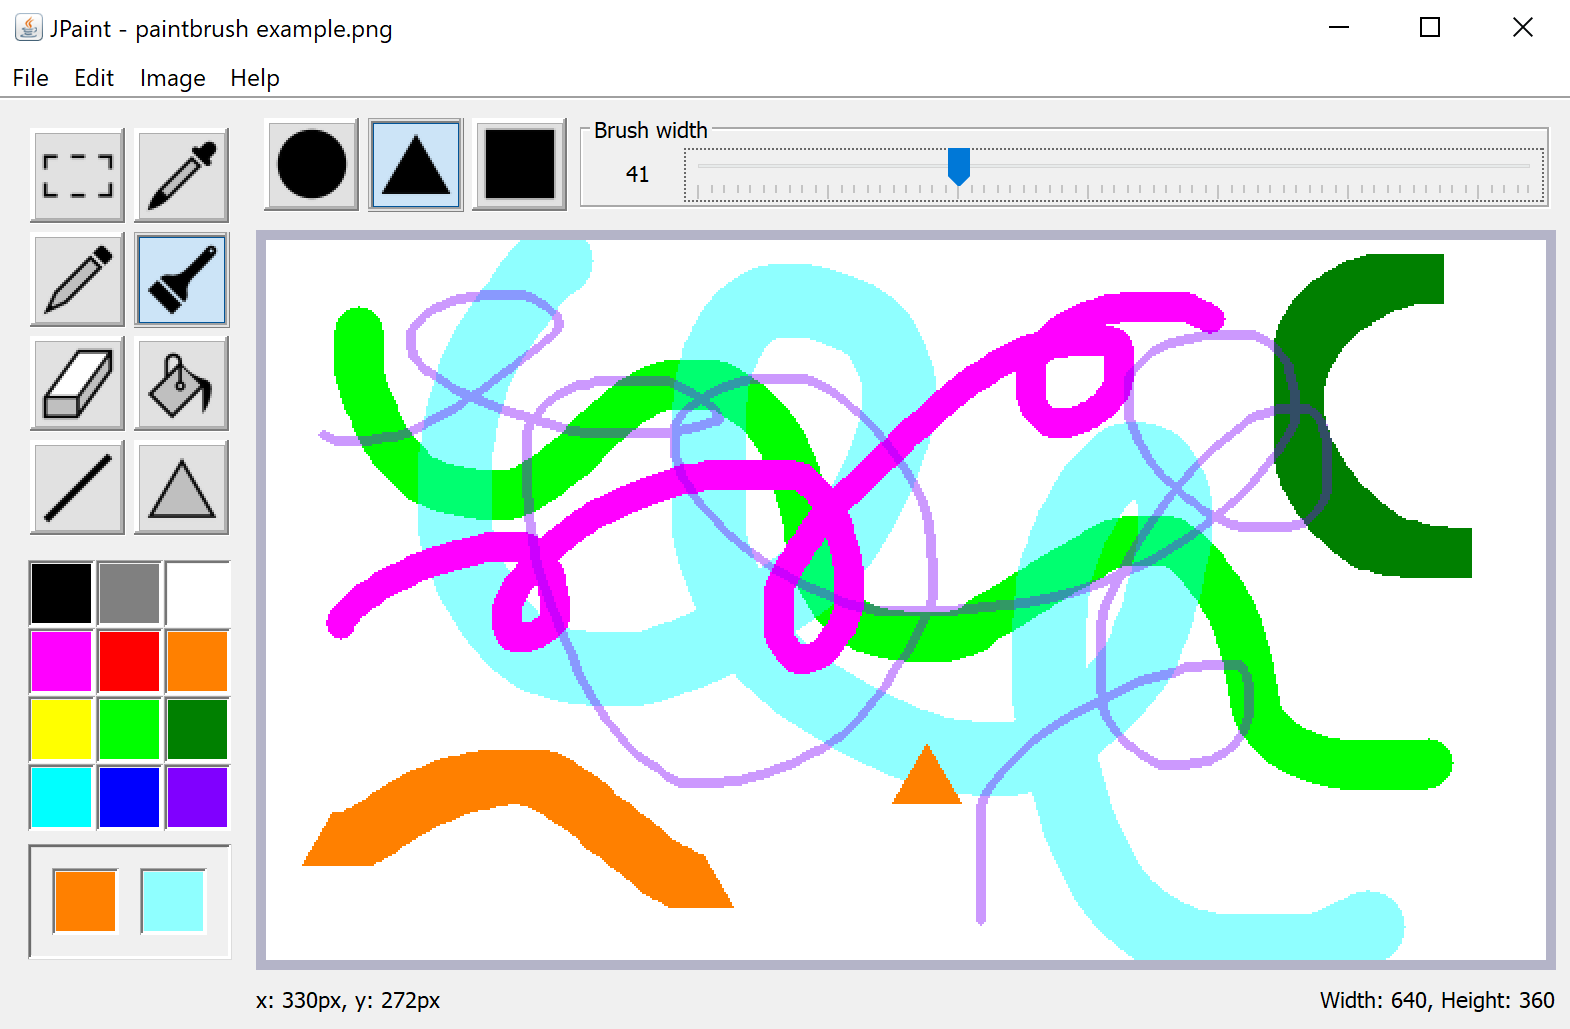 JPaint - paintbrush example.png
File Edit Image Help
Brush width
41
x: 330px, y: 272px
Width: 640, Height: 360